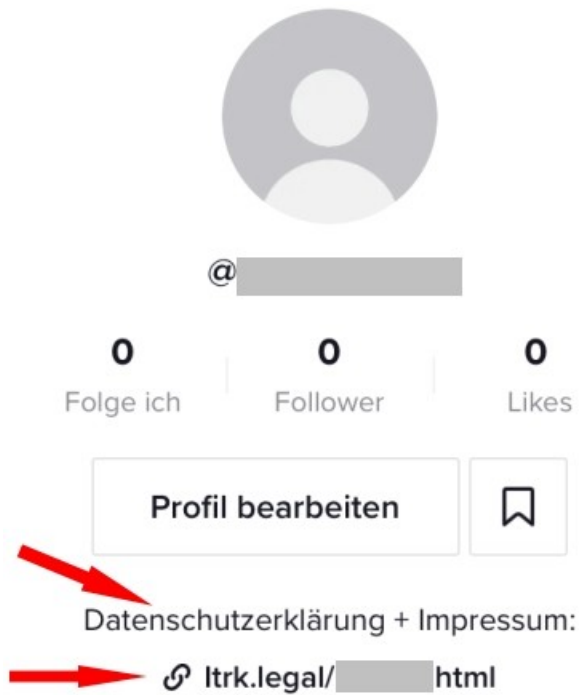 @
0 0 0
Folge ich Follower Likes
Profil bearbeiten
Datenschutzerklärung + Impressum:
ltrk.legal/ html